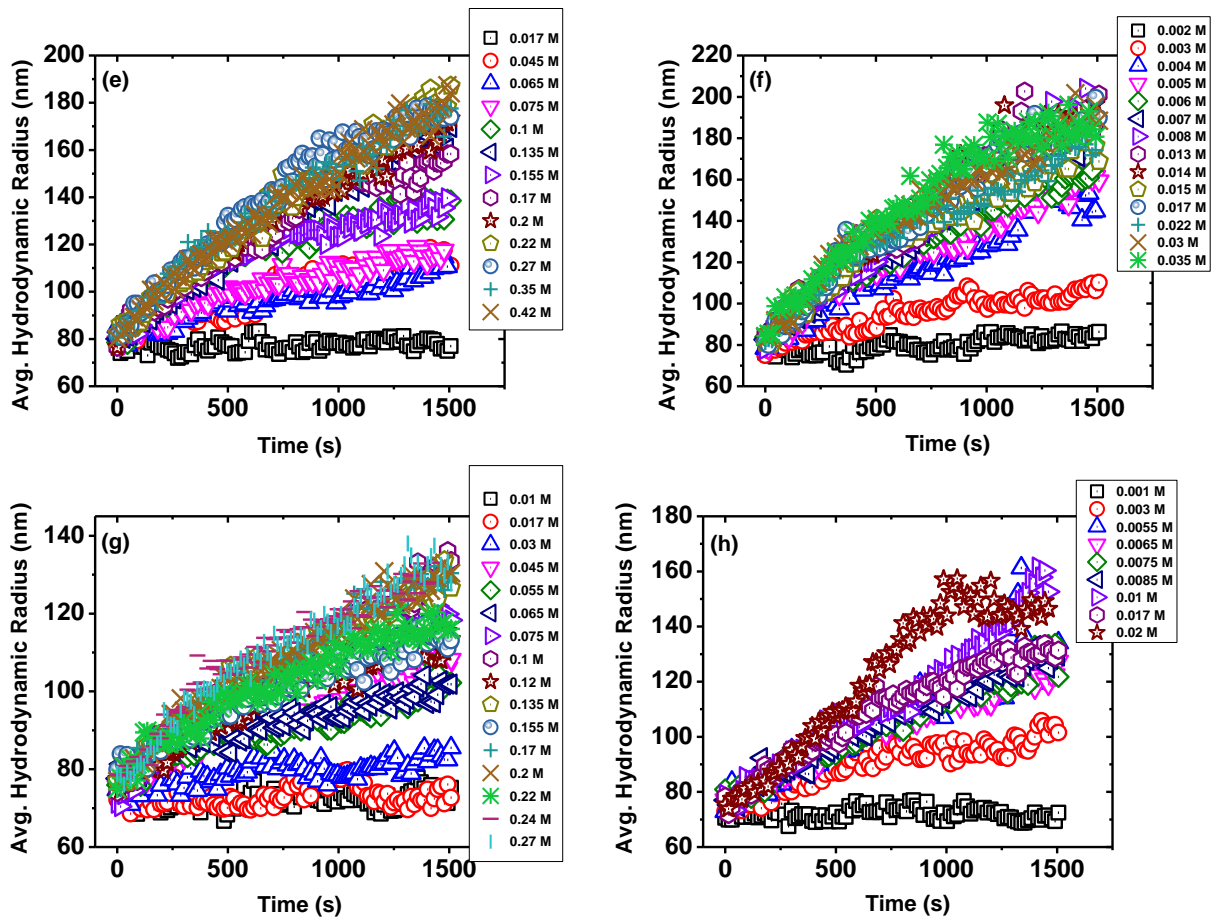 (e)
Avg. Hydrodynamic Radius (nm)
200
180
160
140
120
100
80
60
0
500
1000
1500
Time (s)
0.017 M
0.045 M
0.065 M
0.075 M
0.1 M
0.135 M
0.155 M
0.17 M
0.2 M
0.22 M
0.27 M
0.35 M
0.42 M
(f)
Avg. Hydrodynamic Radius (nm)
220
200
180
160
140
120
100
80
60
0
500
1000
1500
Time (s)
0.002 M
0.003 M
0.004 M
0.005 M
0.006 M
0.007 M
0.008 M
0.013 M
0.014 M
0.015 M
0.017 M
0.022 M
0.03 M
0.035 M
(g)
Avg. Hydrodynamic Radius (nm)
140
120
100
80
60
0
500
1000
1500
Time (s)
0.01 M
0.017 M
0.03 M
0.045 M
0.055 M
0.065 M
0.075 M
0.1 M
0.12 M
0.135 M
0.155 M
0.17 M
0.2 M
0.22 M
0.24 M
0.27 M
(h)
Avg. Hydrodynamic Radius (nm)
180
160
140
120
100
80
60
0
500
1000
1500
Time (s)
0.001 M
0.003 M
0.0055 M
0.0065 M
0.0075 M
0.0085 M
0.01 M
0.017 M
0.02 M